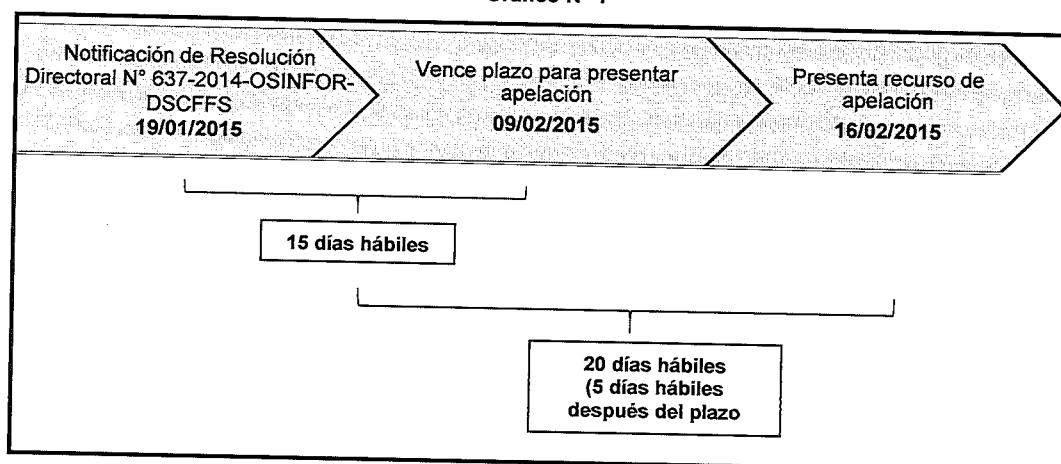 Notificación de Resolución
Directoral N° 637-2014-OSINFOR-
DSCFFS
19/01/2015
Vence plazo para presentar
apelación
09/02/2015
Presenta recurso de
apelación
16/02/2015
15 días hábiles
20 días hábiles
(5 días hábiles
después del plazo